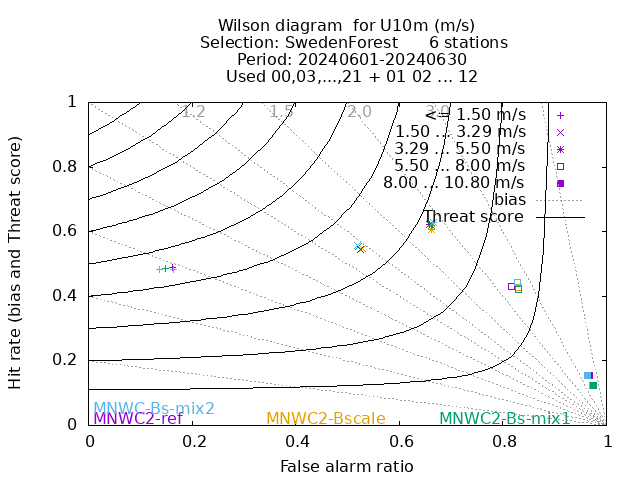 Wilson diagram  for U10m (m/s)
Selection: SwedenForest      6 stations
Period: 20240601-20240630
Used 00,03,...,21 + 01 02 ... 12
1.2 1.5 2.0 3.0
<= 1.50 m/s
1.50 ... 3.29 m/s
3.29 ... 5.50 m/s
5.50 ... 8.00 m/s
8.00 ... 10.80 m/s
bias
Threat score
1
0.8
0.6
0.4
0.2
0
Hit rate (bias and Threat score)
MNWC-Bs-mix2
MNWC2-ref MNWC2-Bscale MNWC2-Bs-mix1
0 0.2 0.4 0.6 0.8 1
False alarm ratio